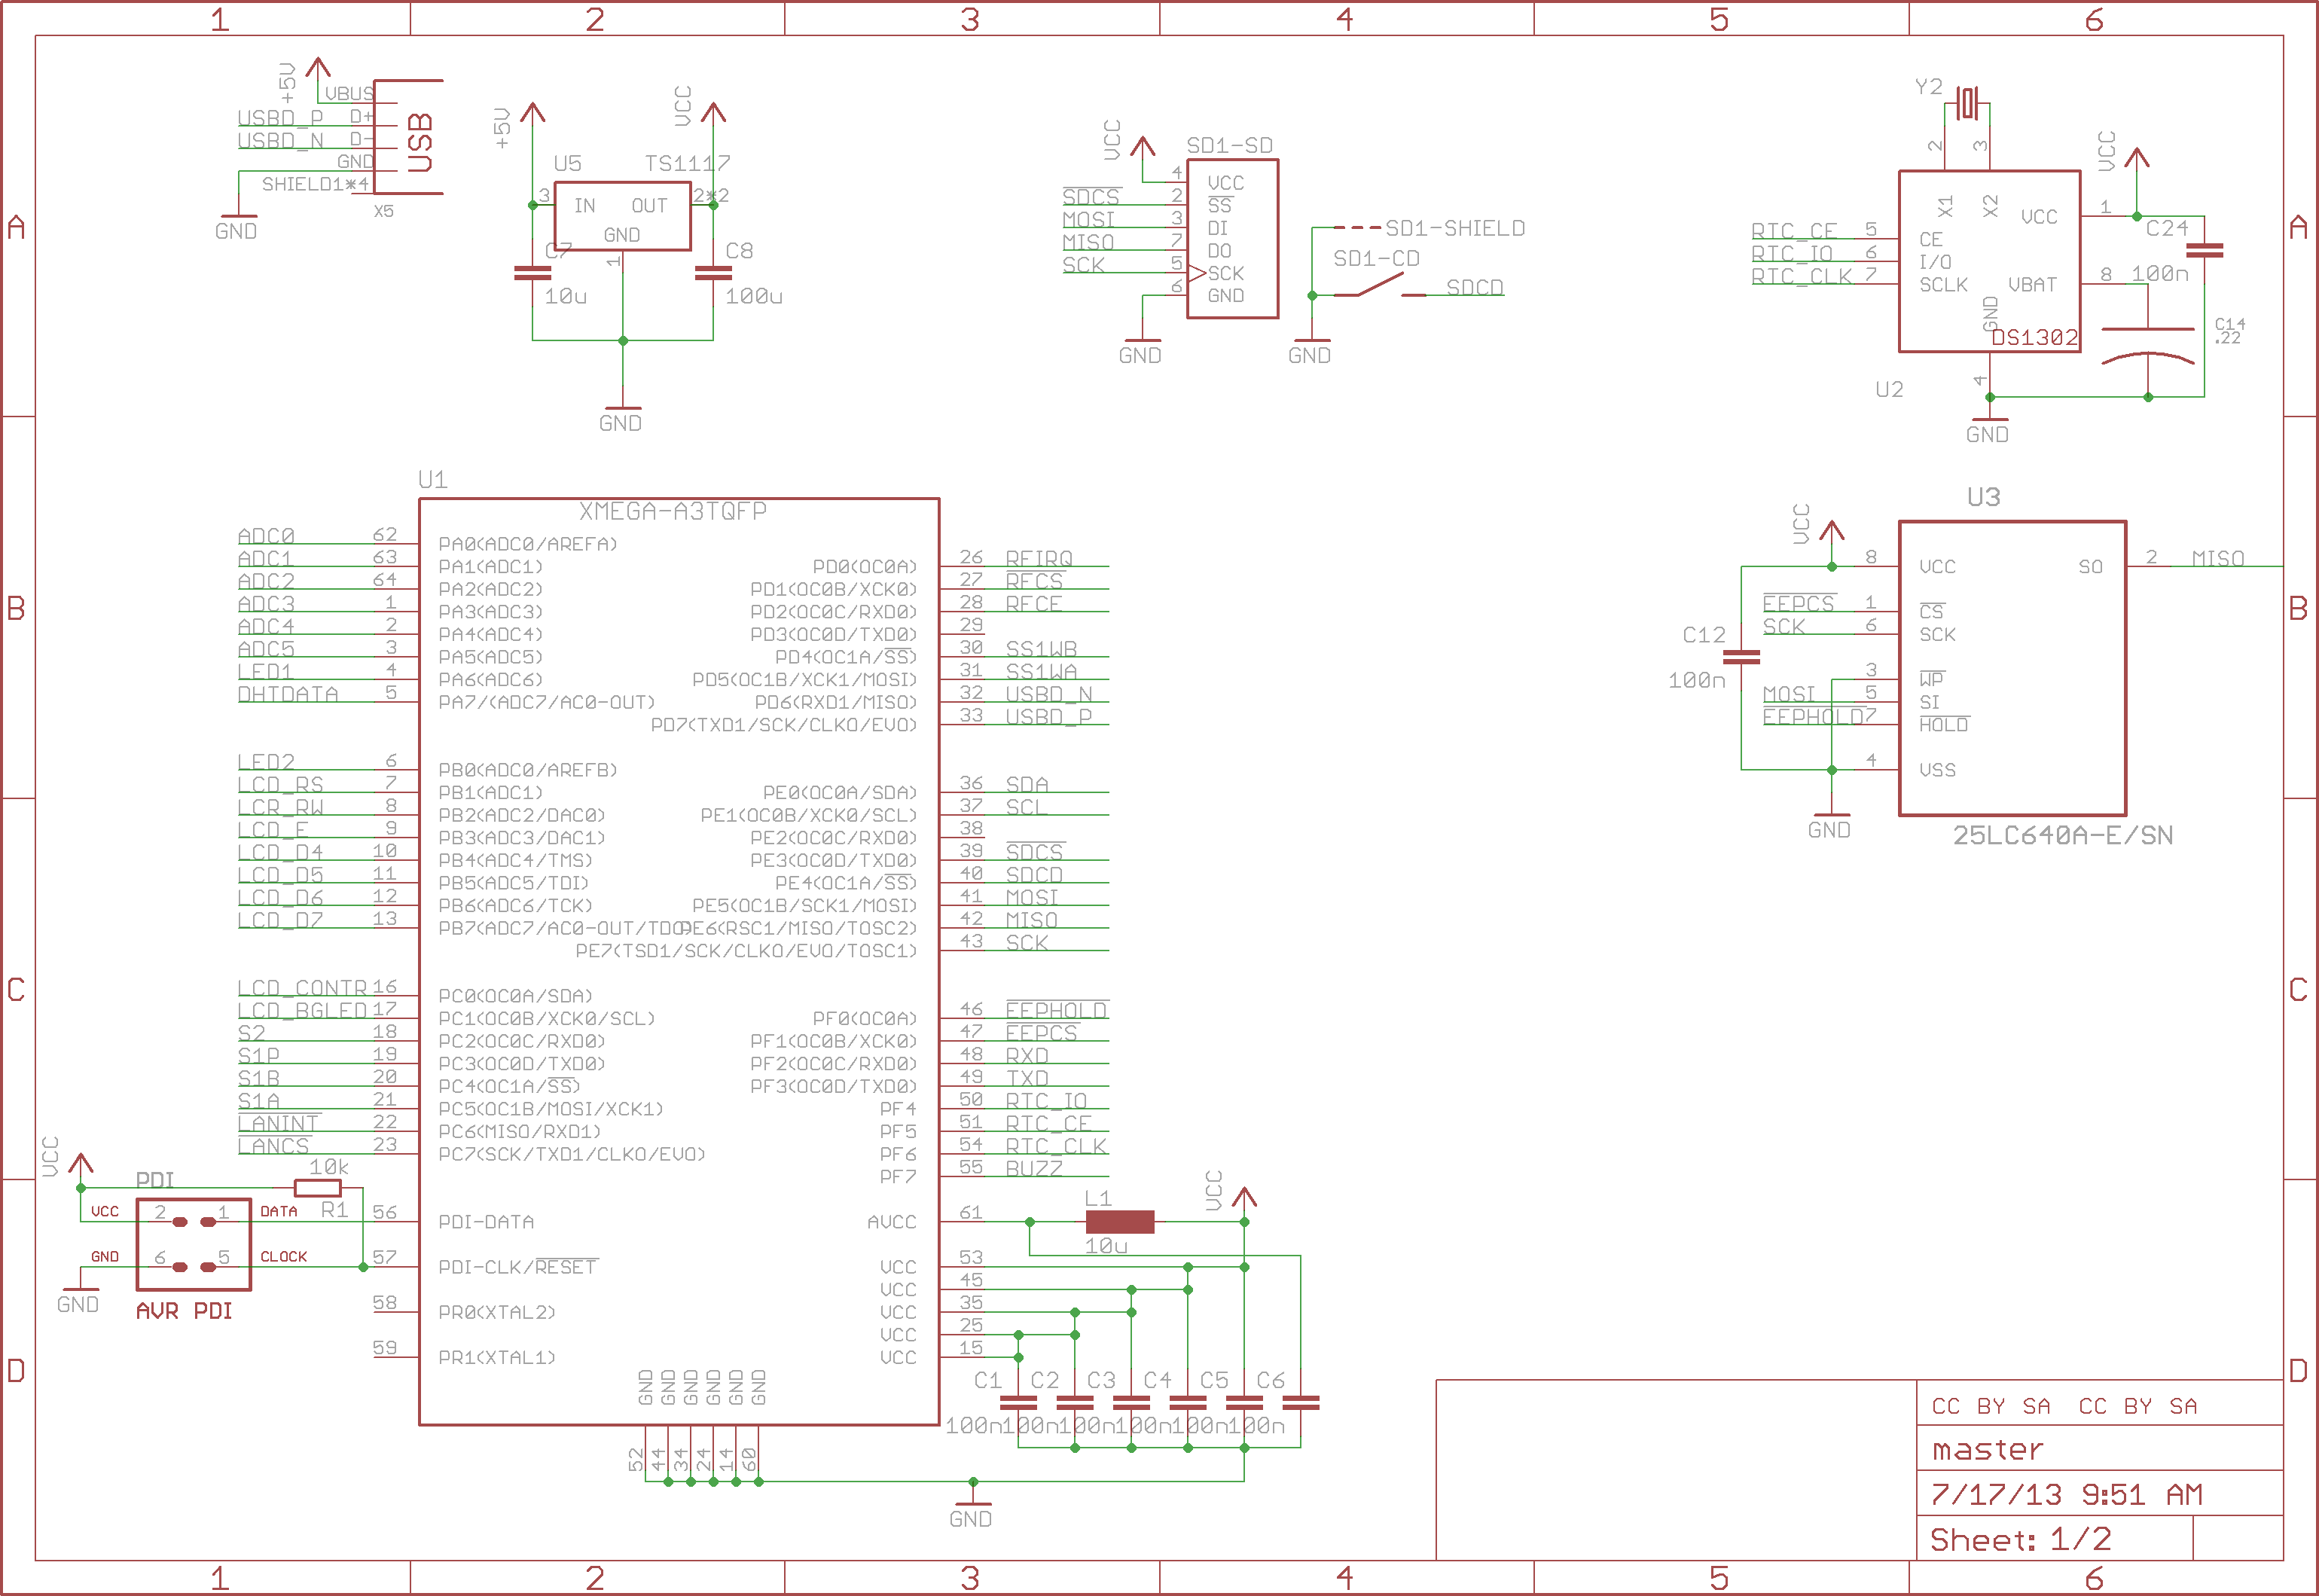 1 2 3 4 5 6
A
B
C
D
+5V
VBUS
USBD_P D+
USBD_N D-
GND
SHIELD1*4
USB
X5
GND
+5V
VCC
U5 TS1117
3 IN OUT 2*2
GND
1
C7
10u
C8
100u
GND
VCC
SD1-SD
4 VCC
SDCS 2 SS
MOSI 3 DI
MISO 7 DO
SCK 5 SCK
6 GND
GND
SD1-SHIELD
SD1-CD
SDCD
GND
Y2
2 3
X1 X2
VCC
VCC 1
RTC_CE 5 CE
RTC_IO 6 I/O
RTC_CLK 7 SCLK
VBAT 8
GND
DS1302
4
U2
C24
100n
C14
.22
GND
U1
XMEGA-A3TQFP
ADC0 62 PA0(ADC0/AREFA)
ADC1 63 PA1(ADC1)
ADC2 64 PA2(ADC2)
ADC3 1 PA3(ADC3)
ADC4 2 PA4(ADC4)
ADC5 3 PA5(ADC5)
LED1 4 PA6(ADC6)
DHTDATA 5 PA7/(ADC7/AC0-OUT)
LED2 6 PB0(ADC0/AREFB)
LCD_RS 7 PB1(ADC1)
LCR_RW 8 PB2(ADC2/DAC0)
LCD_E 9 PB3(ADC3/DAC1)
LCD_D4 10 PB4(ADC4/TMS)
LCD_D5 11 PB5(ADC5/TDI)
LCD_D6 12 PB6(ADC6/TCK)
LCD_D7 13 PB7(ADC7/AC0-OUT/TDO)
LCD_CONTR 16 PC0(OC0A/SDA)
LCD_BGLED 17 PC1(OC0B/XCK0/SCL)
S2 18 PC2(OC0C/RXD0)
S1P 19 PC3(OC0D/TXD0)
S1B 20 PC4(OC1A/SS)
S1A 21 PC5(OC1B/MOSI/XCK1)
LANINT 22 PC6(MISO/RXD1)
LANCS 23 PC7(SCK/TXD1/CLKO/EVO)
56 PDI-DATA
57 PDI-CLK/RESET
58 PR0(XTAL2)
59 PR1(XTAL1)
PD0(OC0A) 26 RFIRQ
PD1(OC0B/XCK0) 27 RFCS
PD2(OC0C/RXD0) 28 RFCE
PD3(OC0D/TXD0) 29
PD4(OC1A/SS) 30 SS1WB
PD5(OC1B/XCK1/MOSI) 31 SS1WA
PD6(RXD1/MISO) 32 USBD_N
PD7(TXD1/SCK/CLKO/EVO) 33 USBD_P
PE0(OC0A/SDA) 36 SDA
PE1(OC0B/XCK0/SCL) 37 SCL
PE2(OC0C/RXD0) 38
PE3(OC0D/TXD0) 39 SDCS
PE4(OC1A/SS) 40 SDCD
PE5(OC1B/SCK1/MOSI) 41 MOSI
PE6(RSC1/MISO/TOSC2) 42 MISO
PE7(TSD1/SCK/CLKO/EVO/TOSC1) 43 SCK
PF0(OC0A) 46 EEPHOLD
PF1(OC0B/XCK0) 47 EEPCS
PF2(OC0C/RXD0) 48 RXD
PF3(OC0D/TXD0) 49 TXD
PF4 50 RTC_IO
PF5 51 RTC_CE
PF6 54 RTC_CLK
PF7 55 BUZZ
AVCC 61
VCC 53
VCC 45
VCC 35
VCC 25
VCC 15
L1
10u
VCC
GND GND GND GND GND GND
52 44 34 24 14 60
C1 C2 C3 C4 C5 C6
100n 100n 100n 100n 100n 100n
GND
VCC
10k
R1
PDI
VCC 2 1 DATA
GND 6 5 CLOCK
GND
AVR PDI
U3
VCC
8 VCC
SO 2 MISO
EEPCS 1 CS
SCK 6 SCK
3 WP
MOSI 5 SI
EEPHOLD 7 HOLD
4 VSS
C12
100n
GND
25LC640A-E/SN
CC BY SA CC BY SA
master
7/17/13 9:51 AM
Sheet: 1/2
A
B
C
D
1 2 3 4 5 6